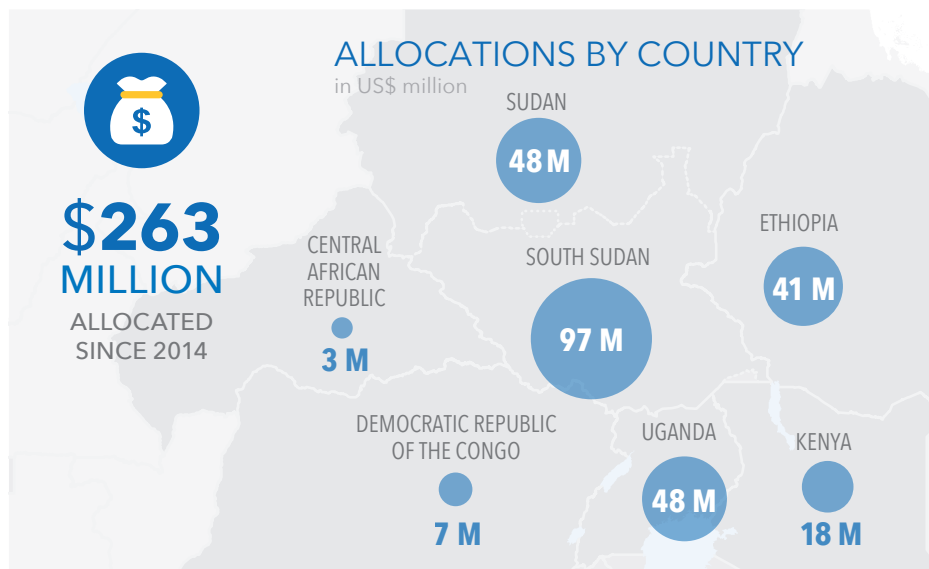 ALLOCATIONS BY COUNTRY
in US$ million
$
$263
MILLION
ALLOCATED
SINCE 2014
SUDAN
48 M
CENTRAL
AFRICAN
REPUBLIC
3 M
SOUTH SUDAN
97 M
ETHIOPIA
41 M
DEMOCRATIC REPUBLIC
OF THE CONGO
7 M
UGANDA
48 M
KENYA
18 M